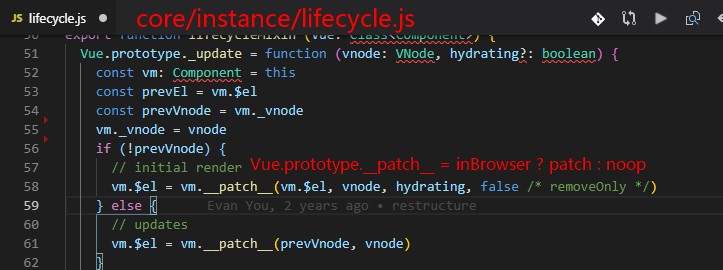 lifecycle.js
core/instance/lifecycle.js
50 export function lifecycleMixin (Vue: Class<Component>) {
51 Vue.prototype._update = function (vnode: VNode, hydrating?: boolean) {
52 const vm: Component = this
53 const prevEl = vm.$el
54 const prevVnode = vm._vnode
55 vm._vnode = vnode
56 if (!prevVnode) {
57 // initial render Vue.prototype.__patch__ = inBrowser ? patch : noop
58 vm.$el = vm.__patch__(vm.$el, vnode, hydrating, false /* removeOnly */)
59 } else { Evan You, 2 years ago • restructure
60 // updates
61 vm.$el = vm.__patch__(prevVnode, vnode)
62 }